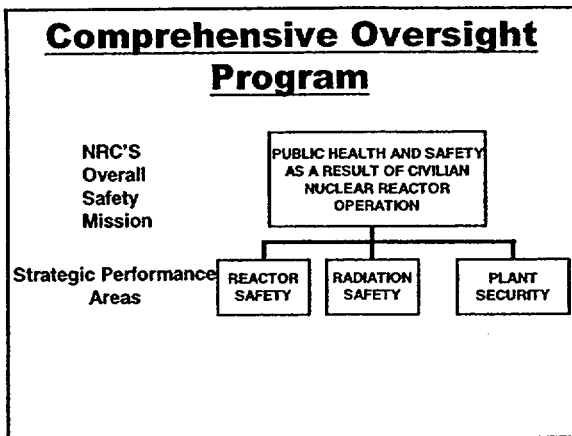 Comprehensive Oversight
Program
NRC'S
Overall
Safety
Mission
PUBLIC HEALTH AND SAFETY
AS A RESULT OF CIVILIAN
NUCLEAR REACTOR
OPERATION
Strategic Performance
Areas
REACTOR
SAFETY
RADIATION
SAFETY
PLANT
SECURITY